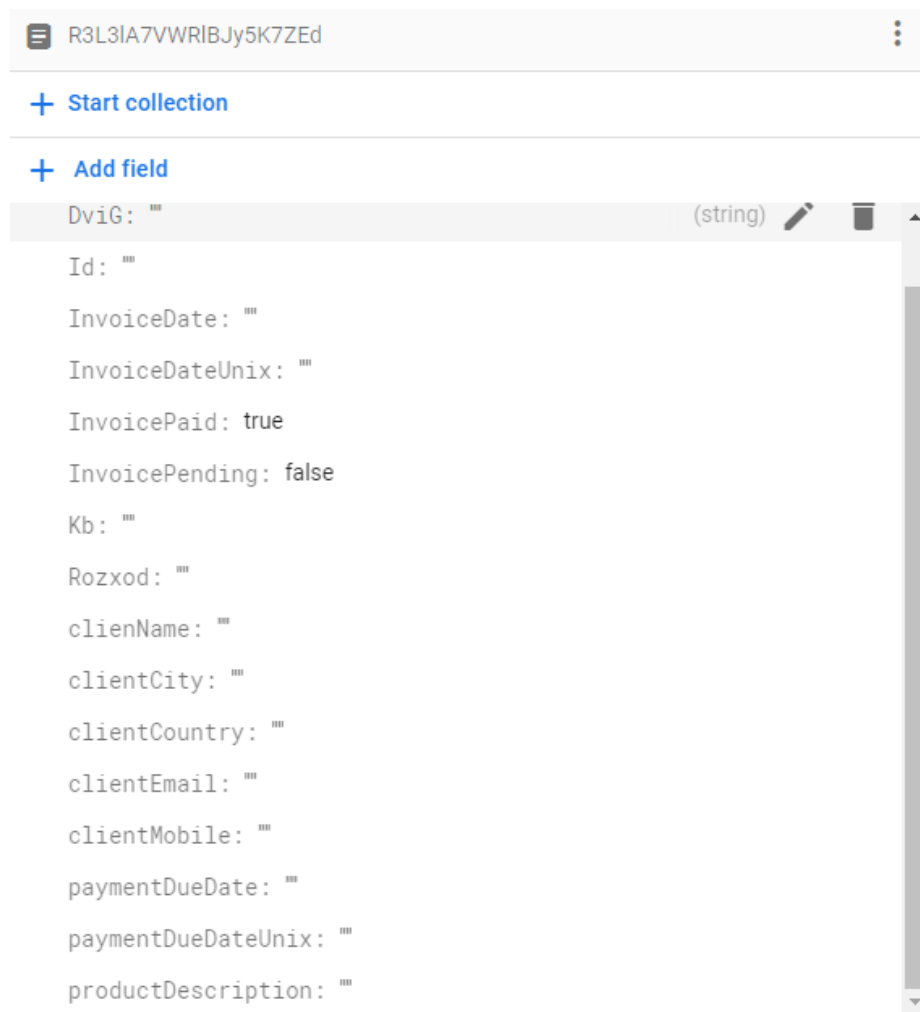 R3L3lA7VWRlBJy5K7ZEd
+ Start collection
+ Add field
DviG: "" (string)
Id: ""
InvoiceDate: ""
InvoiceDateUnix: ""
InvoicePaid: true
InvoicePending: false
Kb: ""
Rozxod: ""
clienName: ""
clientCity: ""
clientCountry: ""
clientEmail: ""
clientMobile: ""
paymentDueDate: ""
paymentDueDateUnix: ""
productDescription: ""